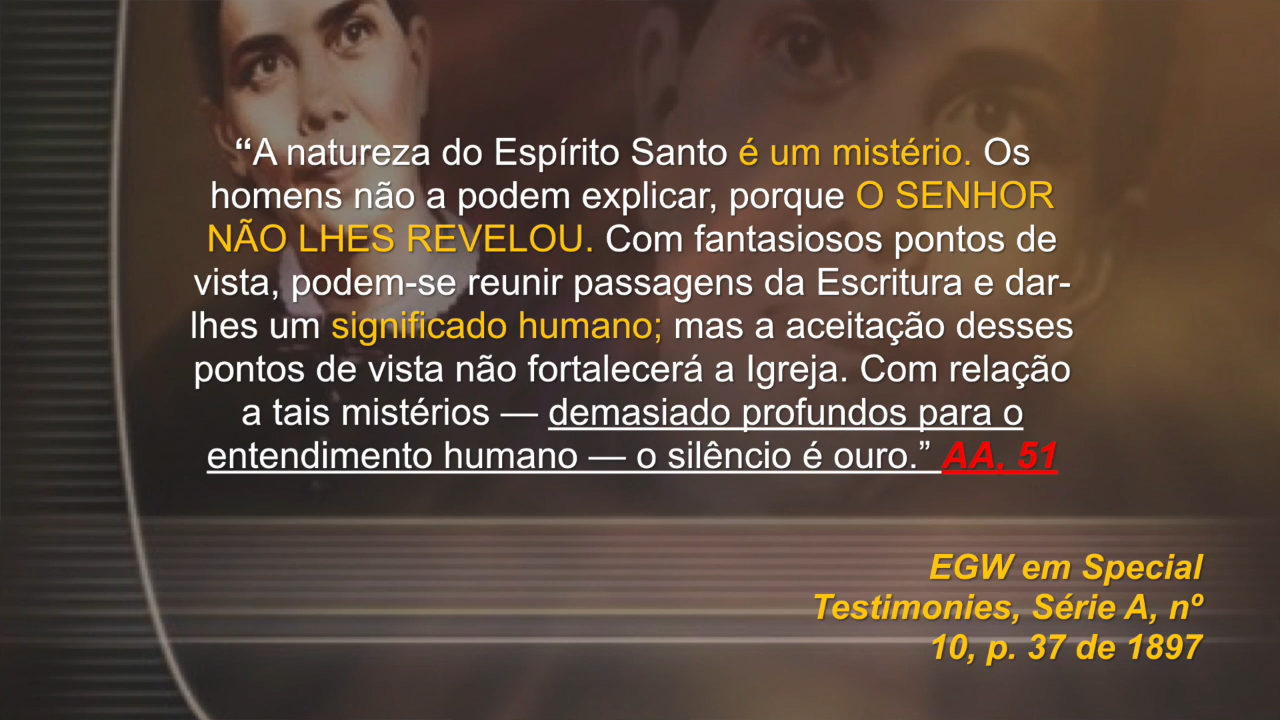 “A natureza do Espírito Santo é um mistério. Os
homens não a podem explicar, porque O SENHOR
NÃO LHES REVELOU. Com fantasiosos pontos de
vista, podem-se reunir passagens da Escritura e dar-
lhes um significado humano; mas a aceitação desses
pontos de vista não fortalecerá a Igreja. Com relação
a tais mistérios — demasiado profundos para o
entendimento humano — o silêncio é ouro.” AA, 51
EGW em Special
Testimonies, Série A, nº
10, p. 37 de 1897